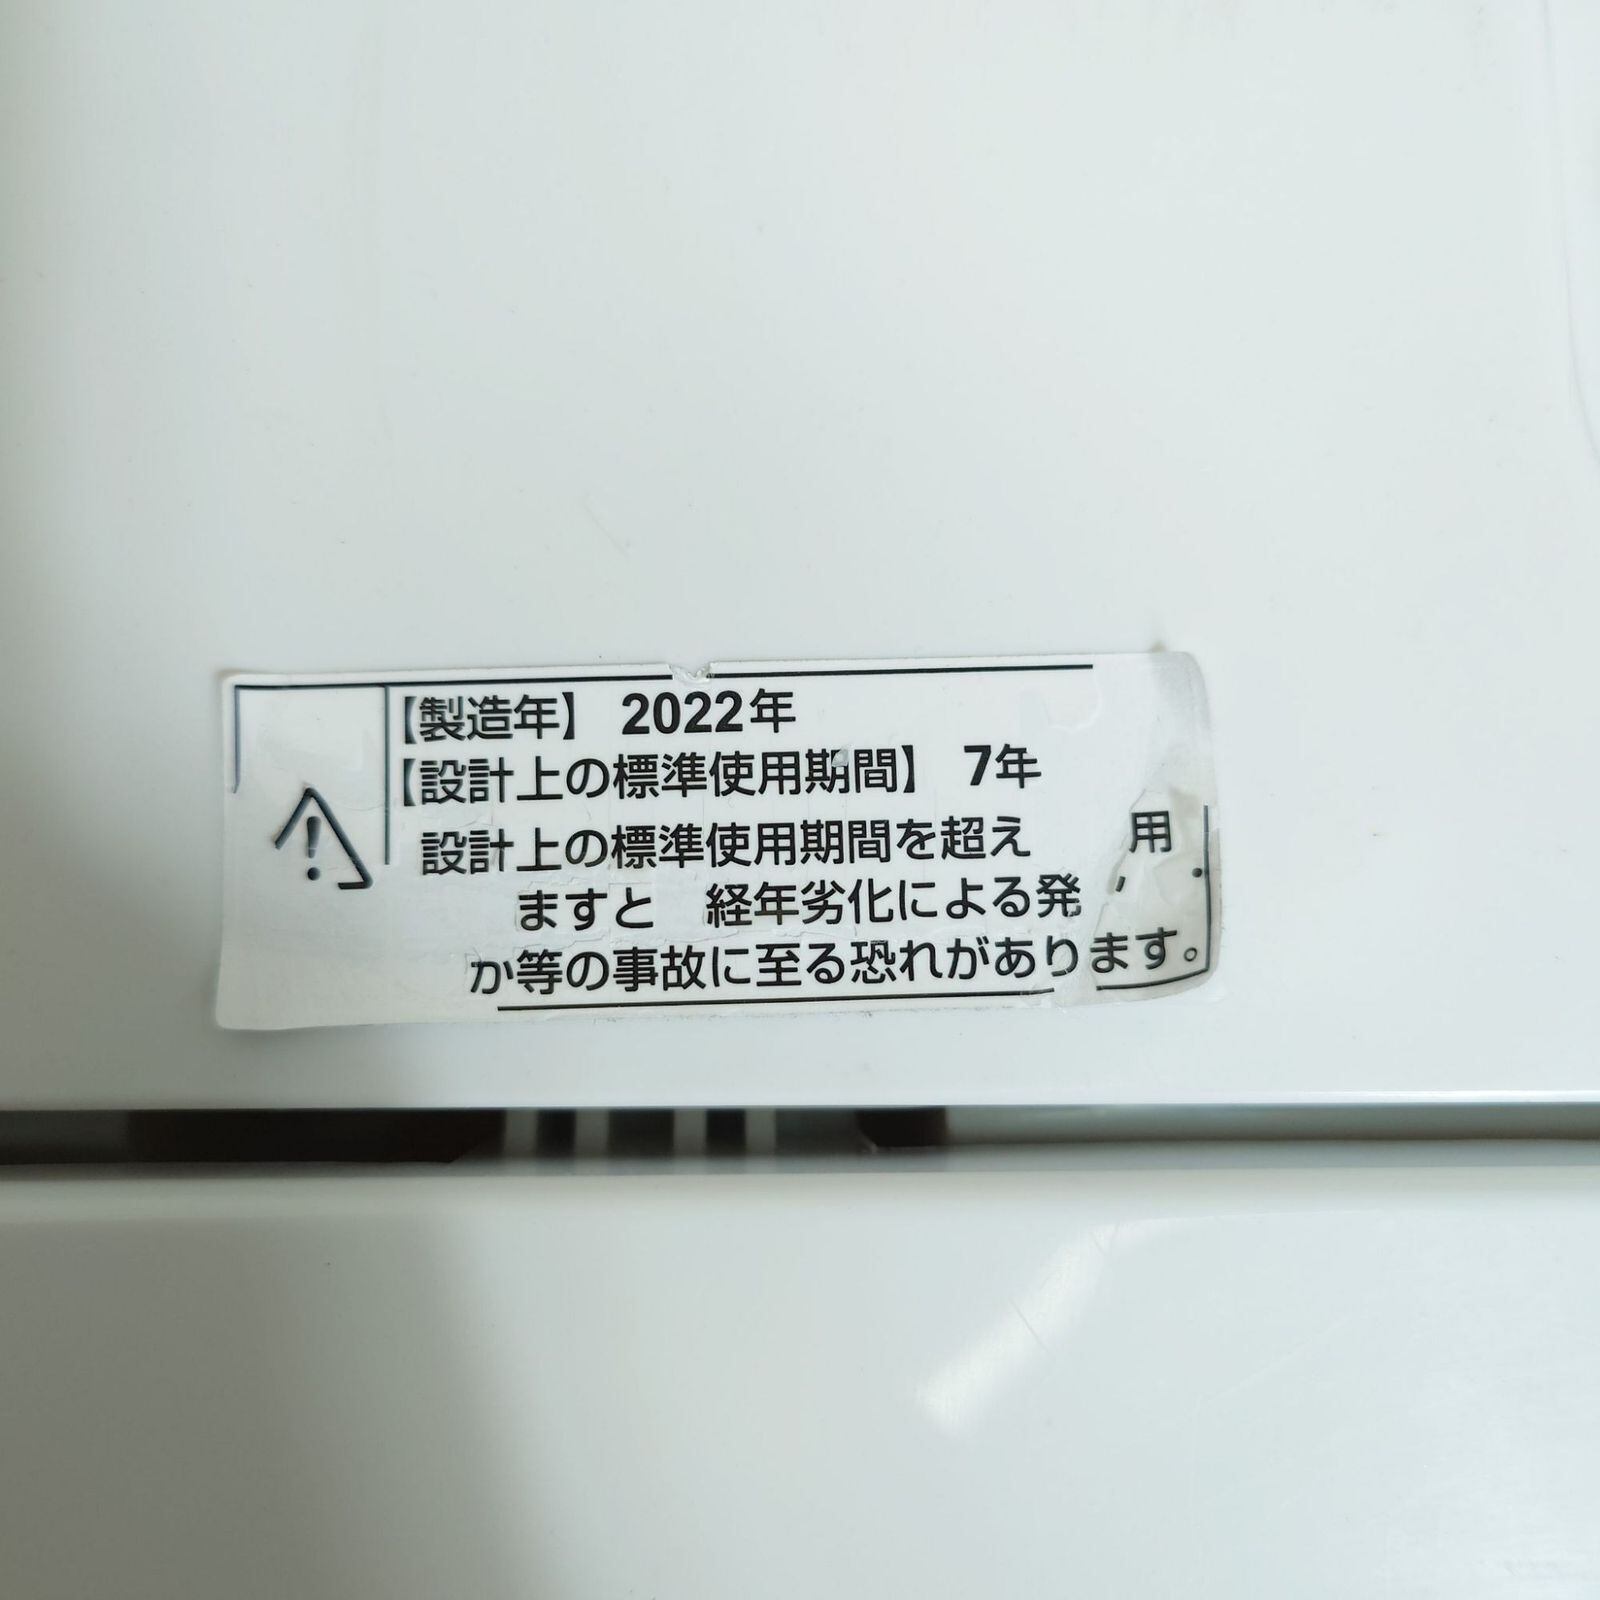 【製造年】 2022年
【設計上の標準使用期間】 7年
設計上の標準使用期間を超え 用
ますと 経年劣化による発
か等の事故に至る恐れがあります。